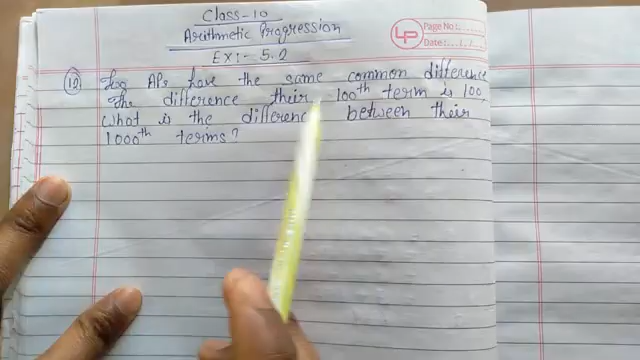 Class-10
Arithmetic Progression
Ex:- 5.2
LP
Page No.:
Date: / /
(12) Two APs have the same common difference
The difference their 100th term is 100,
what is the difference between their
1000th terms?